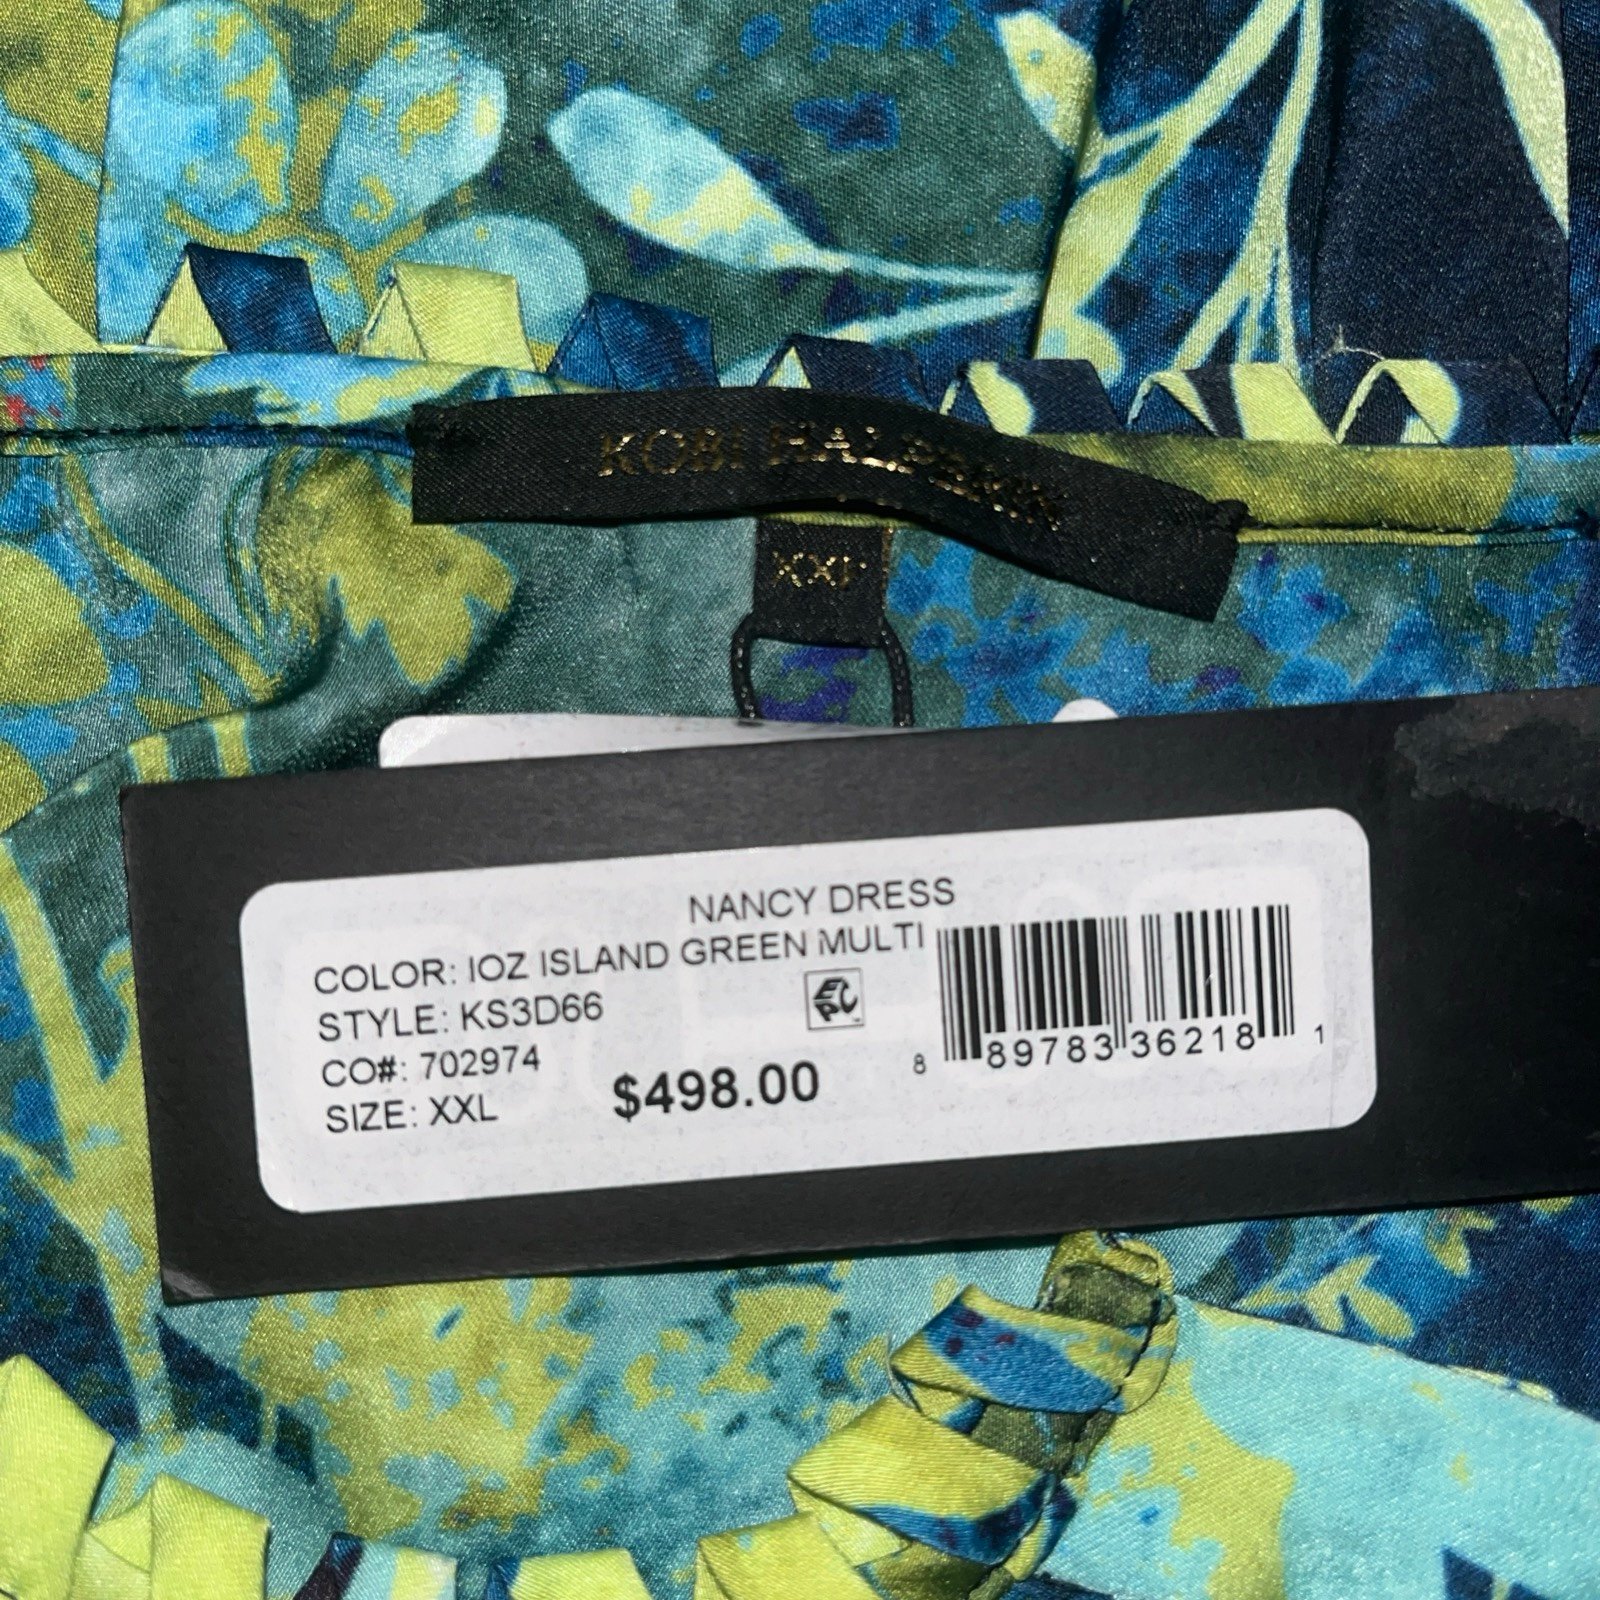 KOBI HALPERIN
XXL
NANCY DRESS
COLOR: IOZ ISLAND GREEN MULTI
STYLE: KS3D66
EPC
CO#: 702974
SIZE: XXL
$498.00
8 89783 36218 1